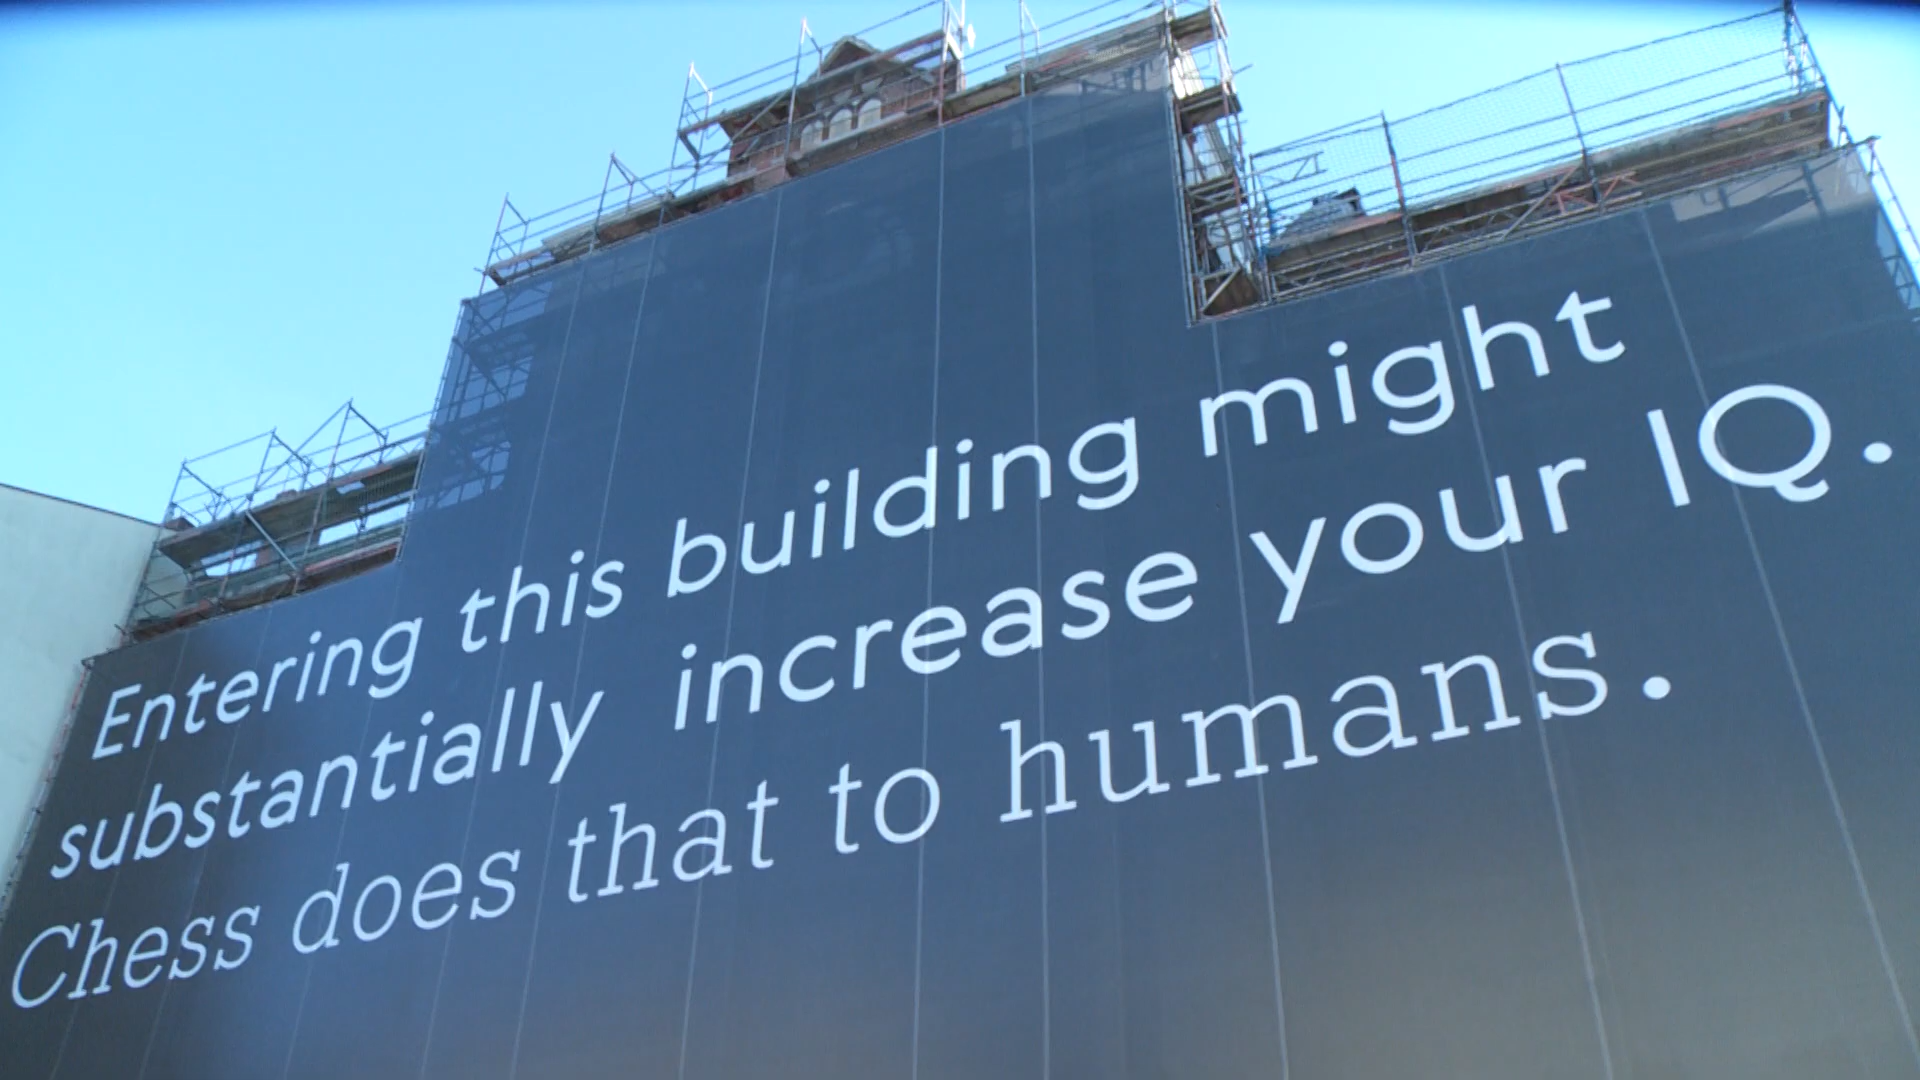 Entering this building might
substantially increase your IQ.
Chess does that to humans.